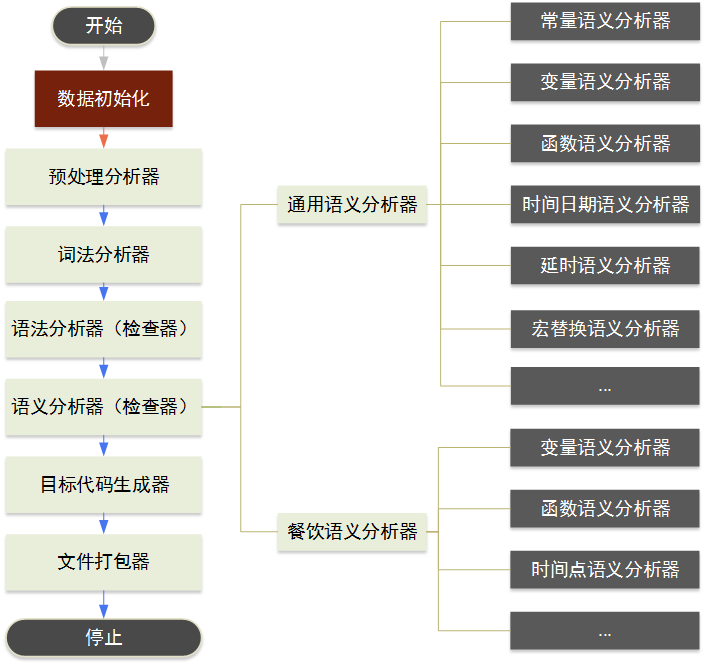 开始
数据初始化
预处理分析器
词法分析器
语法分析器（检查器）
语义分析器（检查器）
目标代码生成器
文件打包器
停止
通用语义分析器
常量语义分析器
变量语义分析器
函数语义分析器
时间日期语义分析器
延时语义分析器
宏替换语义分析器
...
餐饮语义分析器
变量语义分析器
函数语义分析器
时间点语义分析器
...